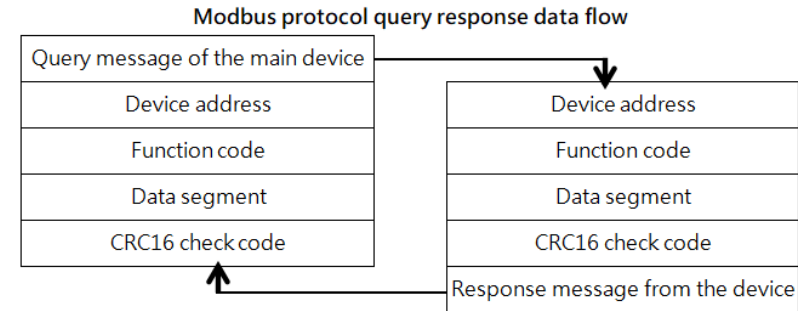 Modbus protocol query response data flow
Query message of the main device
Device address
Function code
Data segment
CRC16 check code
Device address
Function code
Data segment
CRC16 check code
Response message from the device